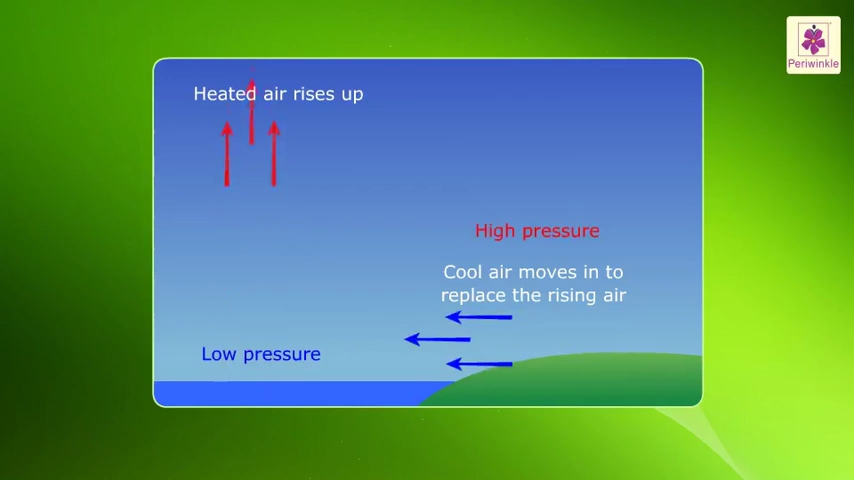 Periwinkle
Heated air rises up
High pressure
Cool air moves in to
replace the rising air
Low pressure